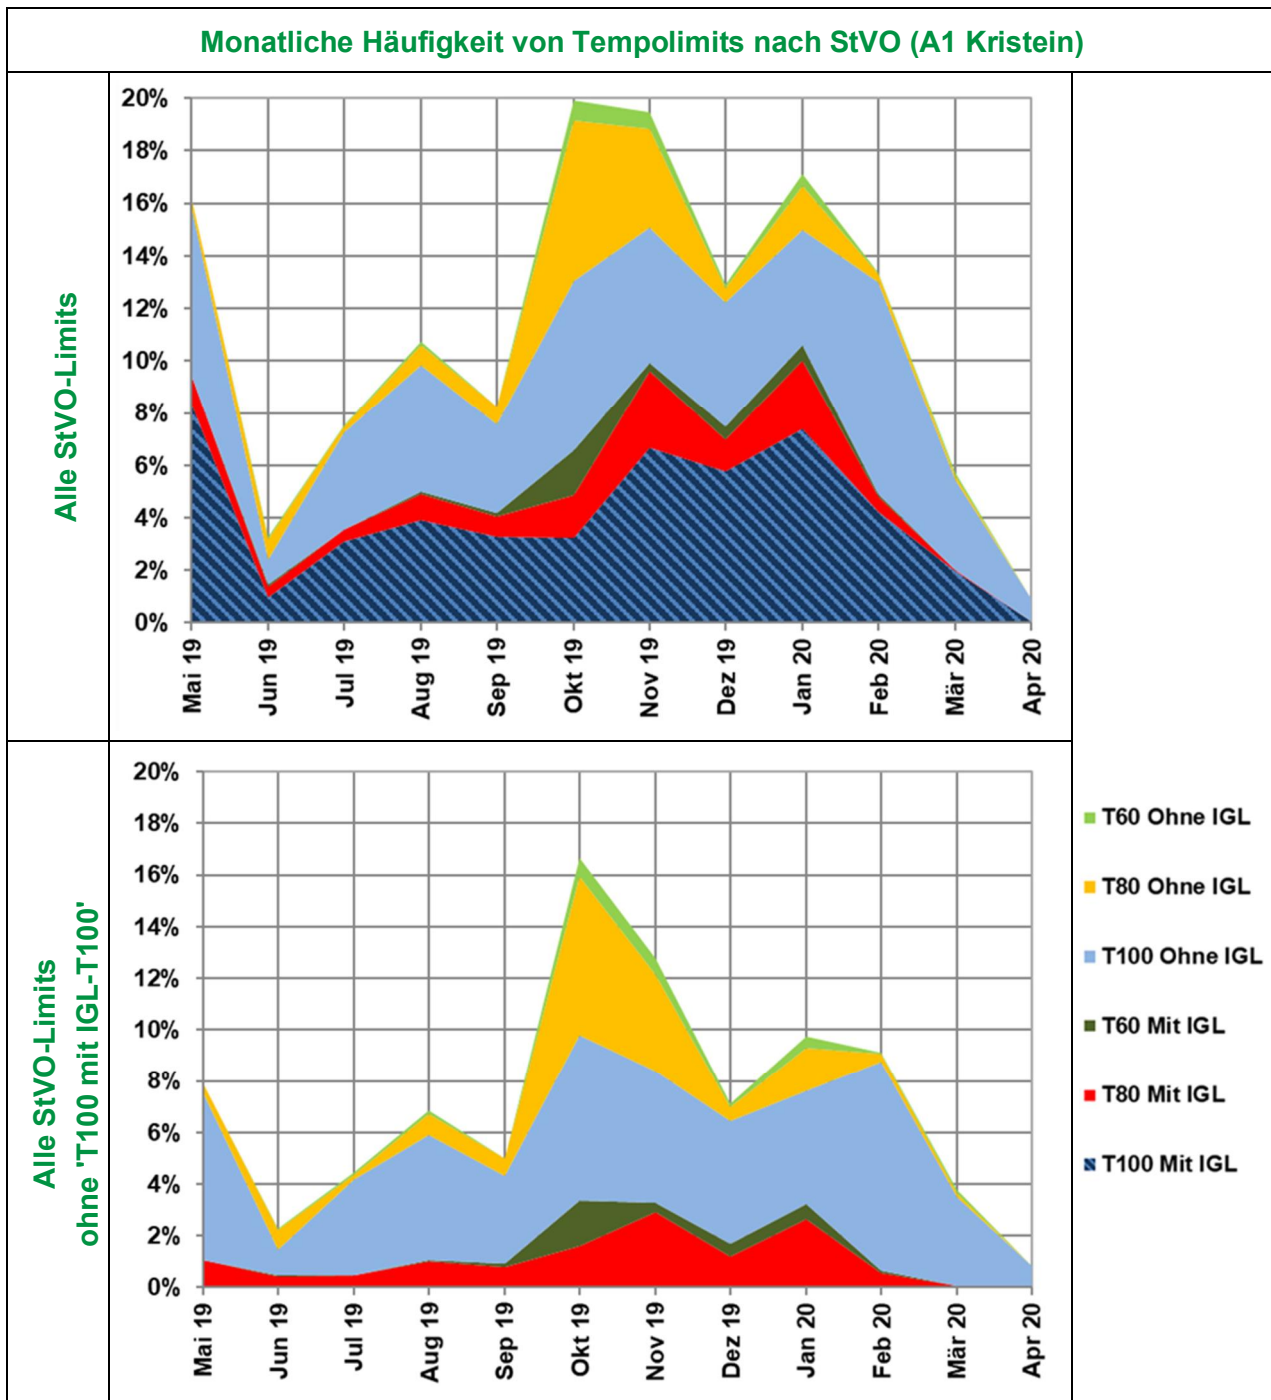 Monatliche Häufigkeit von Tempolimits nach StVO (A1 Kristein)
Alle StVO-Limits
20%
18%
16%
14%
12%
10%
8%
6%
4%
2%
0%
Mai 19
Jun 19
Jul 19
Aug 19
Sep 19
Okt 19
Nov 19
Dez 19
Jan 20
Feb 20
Mär 20
Apr 20
Alle StVO-Limits
ohne 'T100 mit IGL-T100'
20%
18%
16%
14%
12%
10%
8%
6%
4%
2%
0%
Mai 19
Jun 19
Jul 19
Aug 19
Sep 19
Okt 19
Nov 19
Dez 19
Jan 20
Feb 20
Mär 20
Apr 20
T60 Ohne IGL
T80 Ohne IGL
T100 Ohne IGL
T60 Mit IGL
T80 Mit IGL
T100 Mit IGL